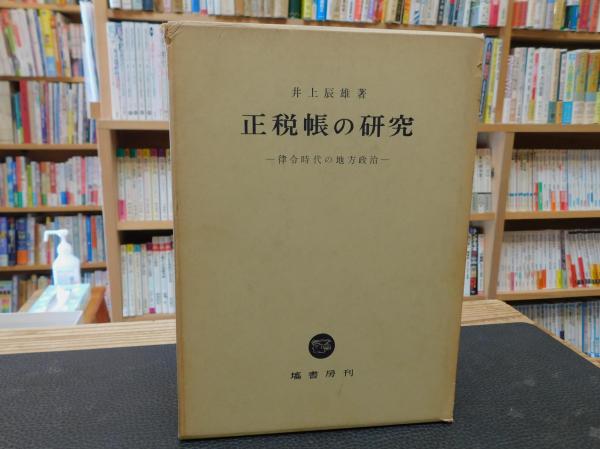 井上辰雄著
正税帳の研究
―律令時代の地方政治―
塙書房刊